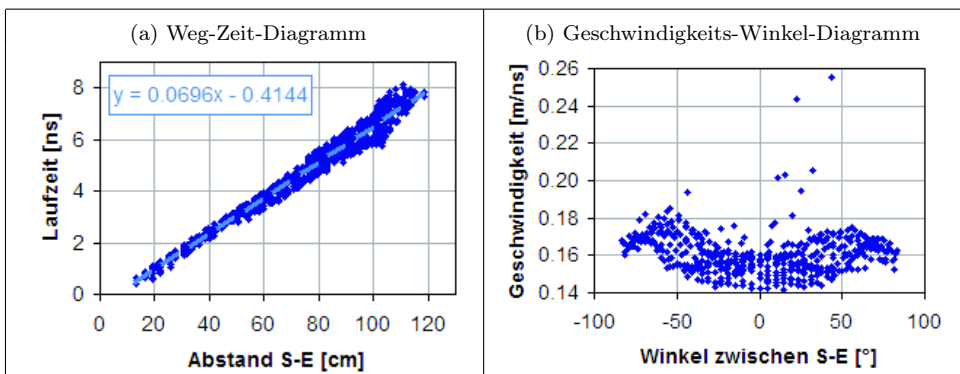 (a) Weg-Zeit-Diagramm
8
6
4
2
0
Laufzeit [ns]
y = 0.0696x - 0.4144
0 20 40 60 80 100 120
Abstand S-E [cm]
(b) Geschwindigkeits-Winkel-Diagramm
0.26
0.24
0.22
0.20
0.18
0.16
0.14
Geschwindigkeit [m/ns]
-100 -50 0 50 100
Winkel zwischen S-E [°]